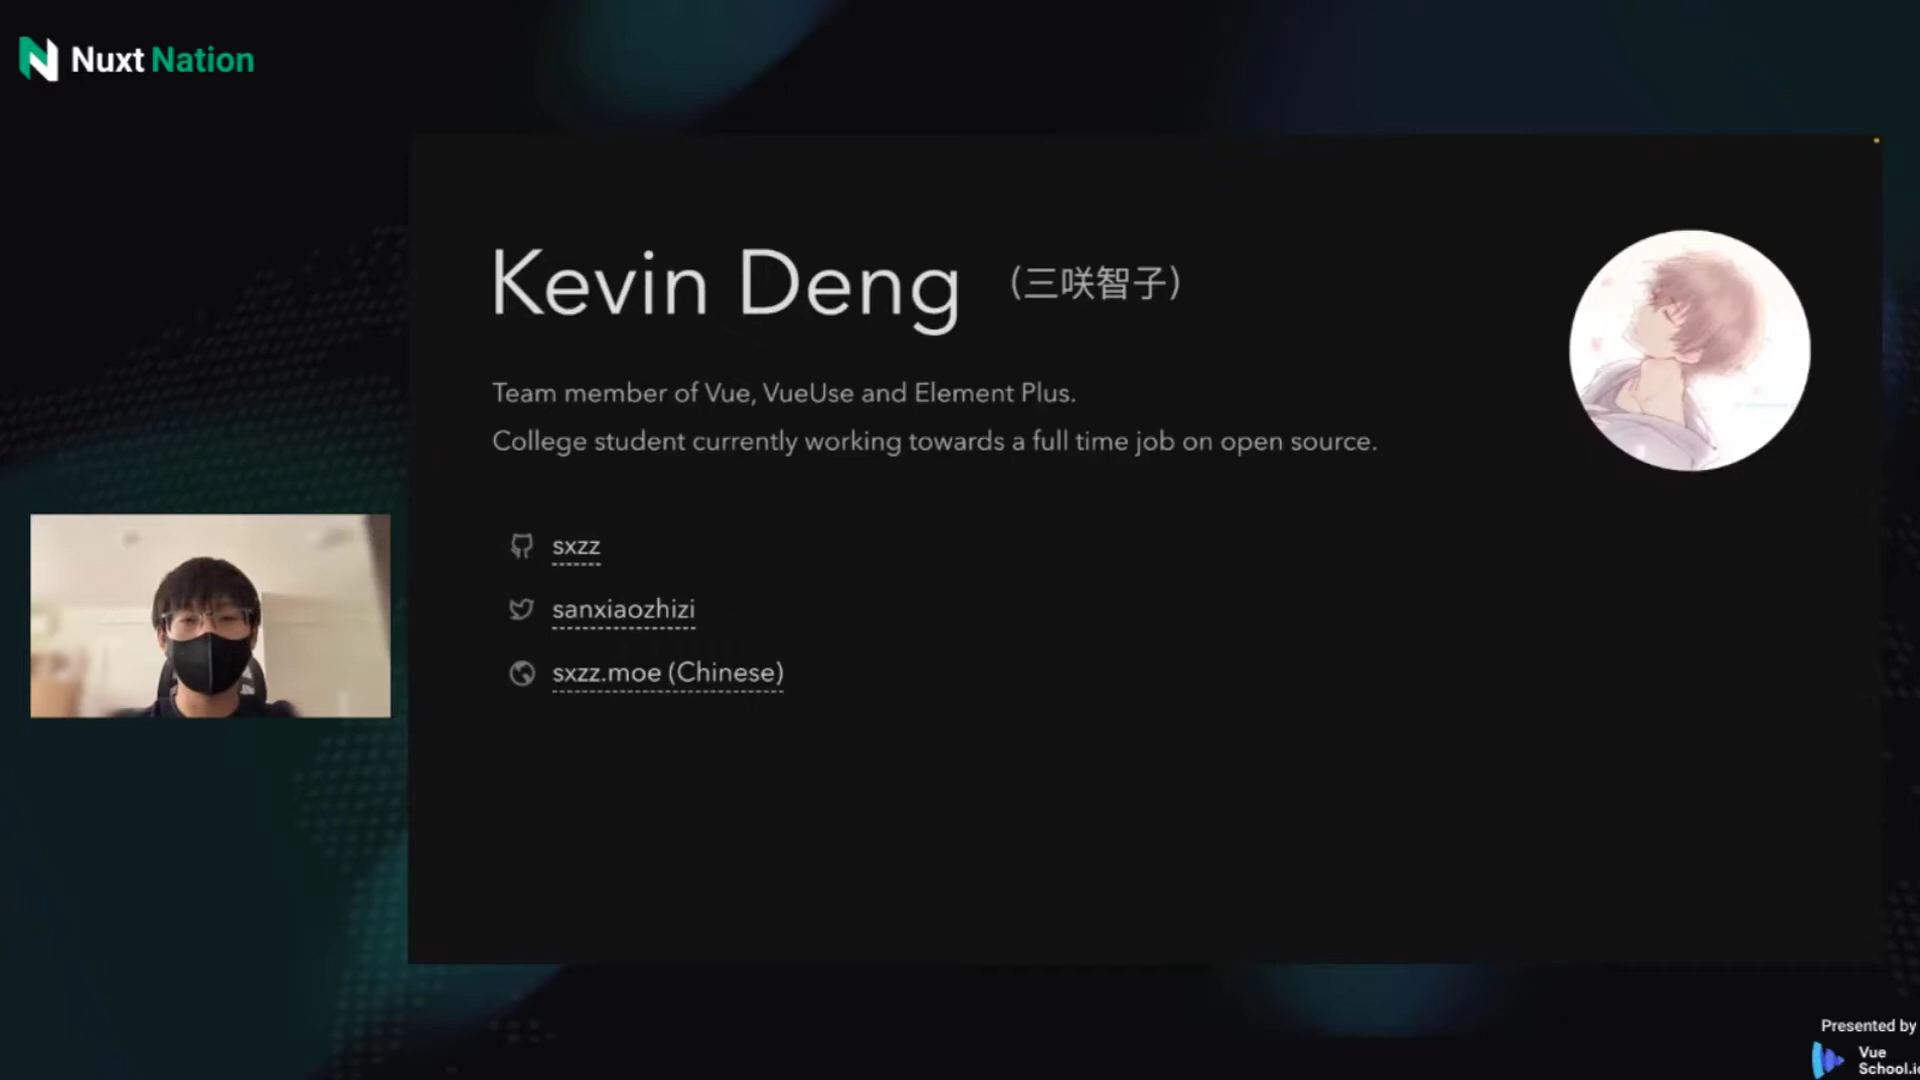 Nuxt Nation
Kevin Deng （三咲智子）
Team member of Vue, VueUse and Element Plus.
College student currently working towards a full time job on open source.
sxzz
sanxiaozhizi
sxzz.moe (Chinese)
Presented by
Vue
School.io